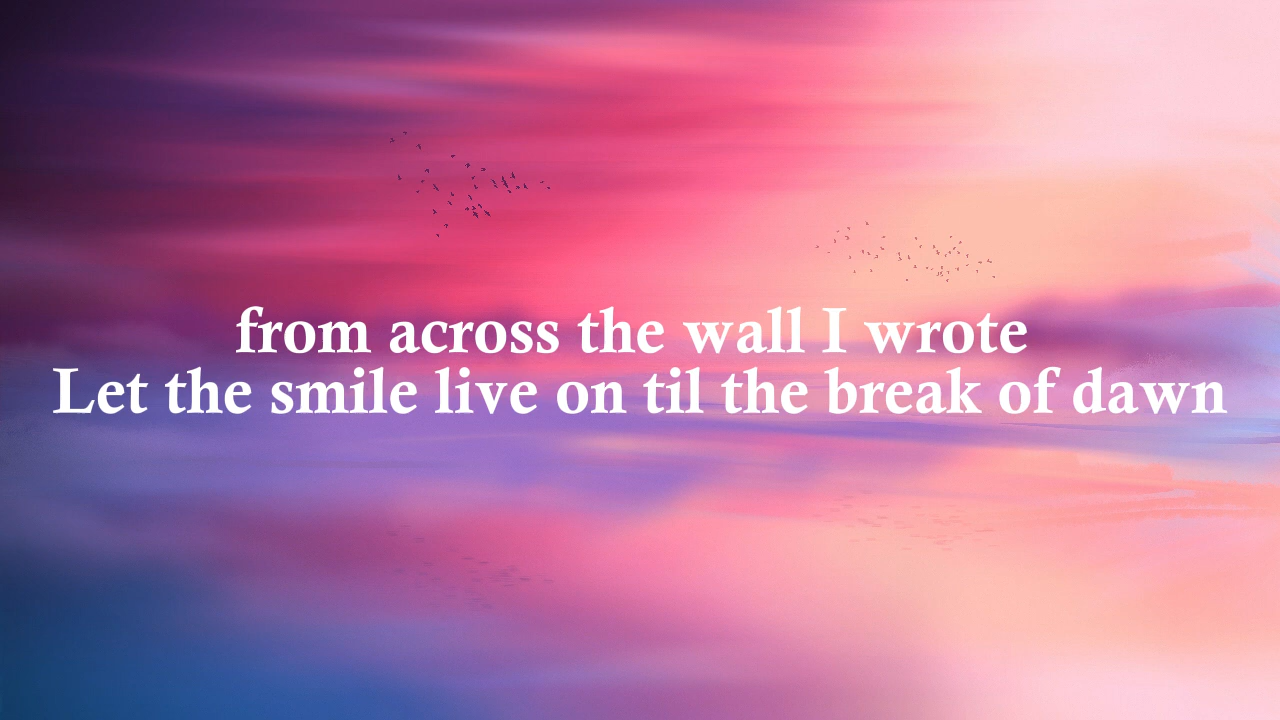 from across the wall I wrote
Let the smile live on til the break of dawn